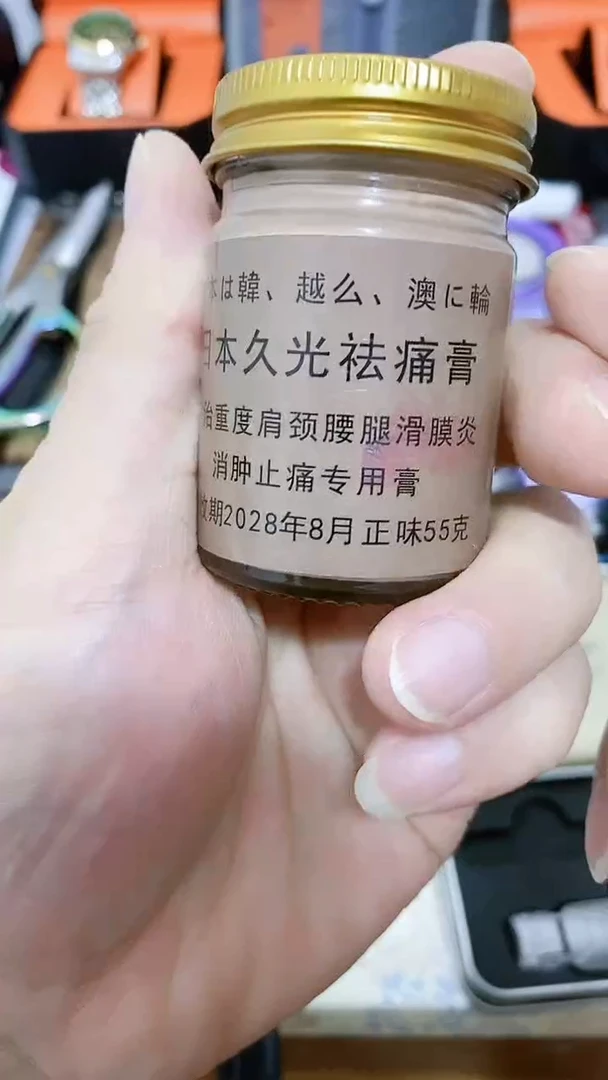 本は韓、越么、澳に輪
日本久光祛痛膏
治重度肩颈腰腿滑膜炎
消肿止痛专用膏
效期2028年8月正味55克